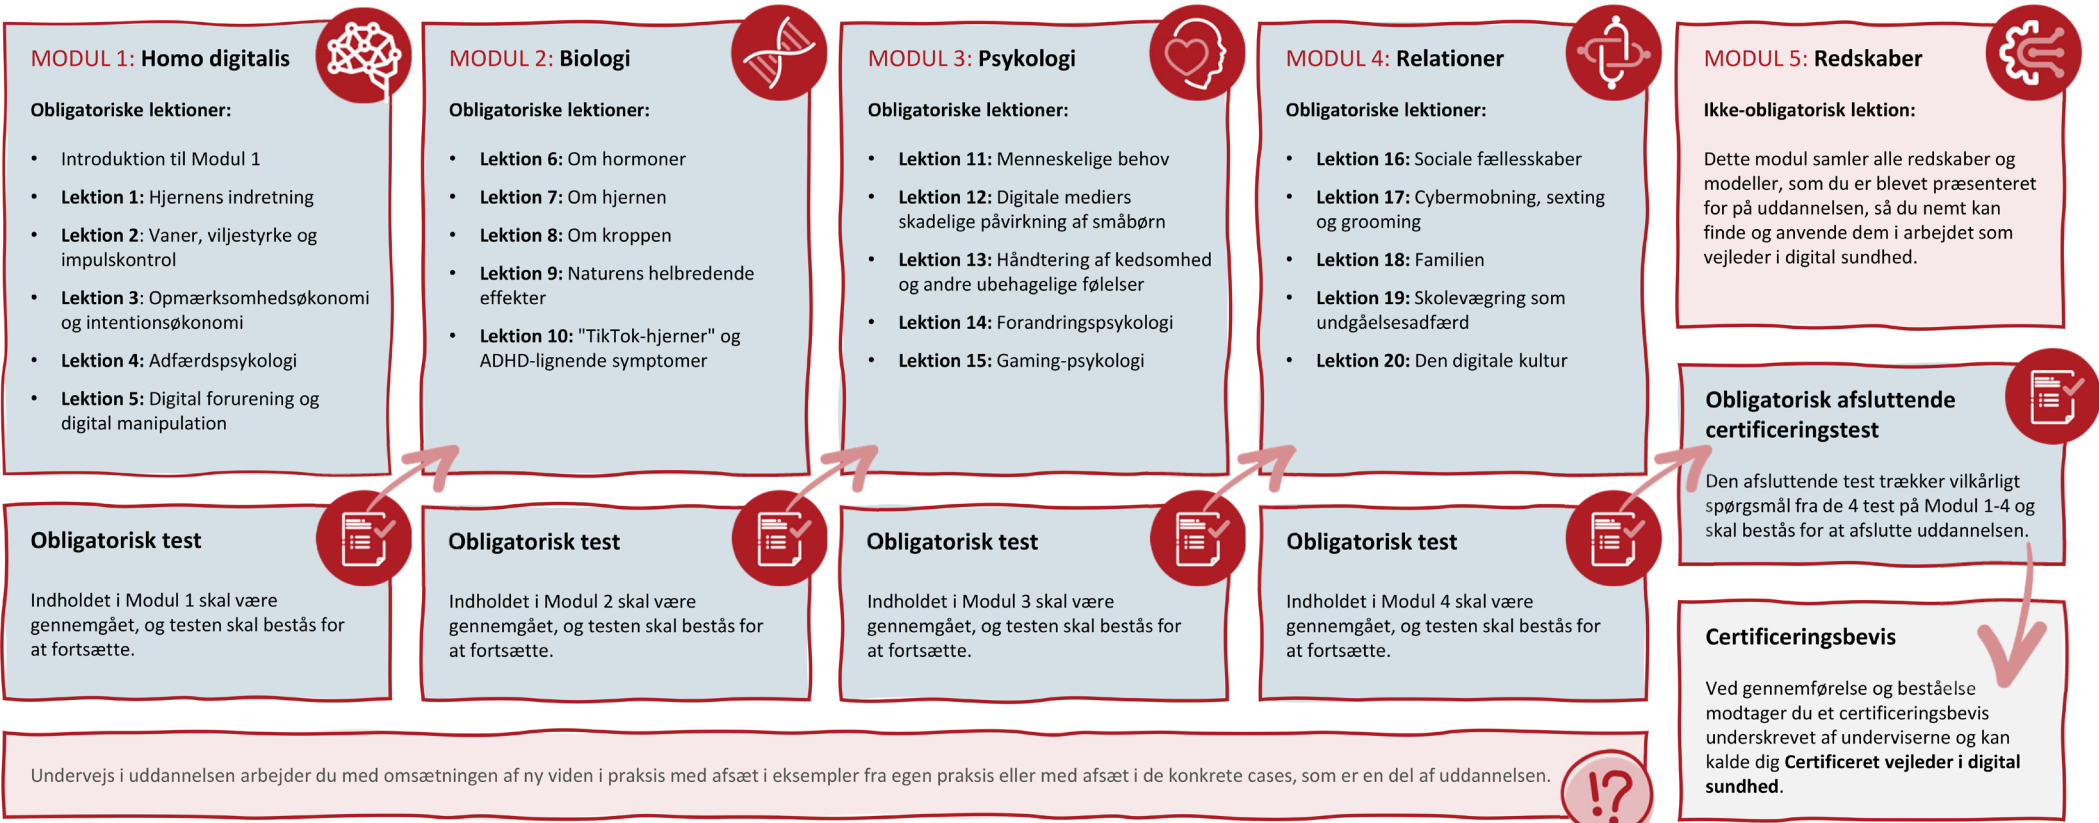 MODUL 1: Homo digitalis
Obligatoriske lektioner:
• Introduktion til Modul 1
• Lektion 1: Hjernens indretning
• Lektion 2: Vaner, viljestyrke og
impulskontrol
• Lektion 3: Opmærksomhedsøkonomi
og intentionsøkonomi
• Lektion 4: Adfærdspsykologi
• Lektion 5: Digital forurening og
digital manipulation
Obligatorisk test
Indholdet i Modul 1 skal være
gennemgået, og testen skal bestås for
at fortsætte.
MODUL 2: Biologi
Obligatoriske lektioner:
• Lektion 6: Om hormoner
• Lektion 7: Om hjernen
• Lektion 8: Om kroppen
• Lektion 9: Naturens helbredende
effekter
• Lektion 10: "TikTok-hjerner" og
ADHD-lignende symptomer
Obligatorisk test
Indholdet i Modul 2 skal være
gennemgået, og testen skal bestås for
at fortsætte.
MODUL 3: Psykologi
Obligatoriske lektioner:
• Lektion 11: Menneskelige behov
• Lektion 12: Digitale mediers
skadelige påvirkning af småbørn
• Lektion 13: Håndtering af kedsomhed
og andre ubehagelige følelser
• Lektion 14: Forandringspsykologi
• Lektion 15: Gaming-psykologi
Obligatorisk test
Indholdet i Modul 3 skal være
gennemgået, og testen skal bestås for
at fortsætte.
MODUL 4: Relationer
Obligatoriske lektioner:
• Lektion 16: Sociale fællesskaber
• Lektion 17: Cybermobning, sexting
og grooming
• Lektion 18: Familien
• Lektion 19: Skolevægring som
undgåelsesadfærd
• Lektion 20: Den digitale kultur
Obligatorisk test
Indholdet i Modul 4 skal være
gennemgået, og testen skal bestås for
at fortsætte.
MODUL 5: Redskaber
Ikke-obligatorisk lektion:
Dette modul samler alle redskaber og
modeller, som du er blevet præsenteret
for på uddannelsen, så du nemt kan
finde og anvende dem i arbejdet som
vejleder i digital sundhed.
Obligatorisk afsluttende
certificeringstest
Den afsluttende test trækker vilkårligt
spørgsmål fra de 4 test på Modul 1-4 og
skal bestås for at afslutte uddannelsen.
Certificeringsbevis
Ved gennemførelse og beståelse
modtager du et certificeringsbevis
underskrevet af underviserne og kan
kalde dig Certificeret vejleder i digital
sundhed.
Undervejs i uddannelsen arbejder du med omsætningen af ny viden i praksis med afsæt i eksempler fra egen praksis eller med afsæt i de konkrete cases, som er en del af uddannelsen.
!?